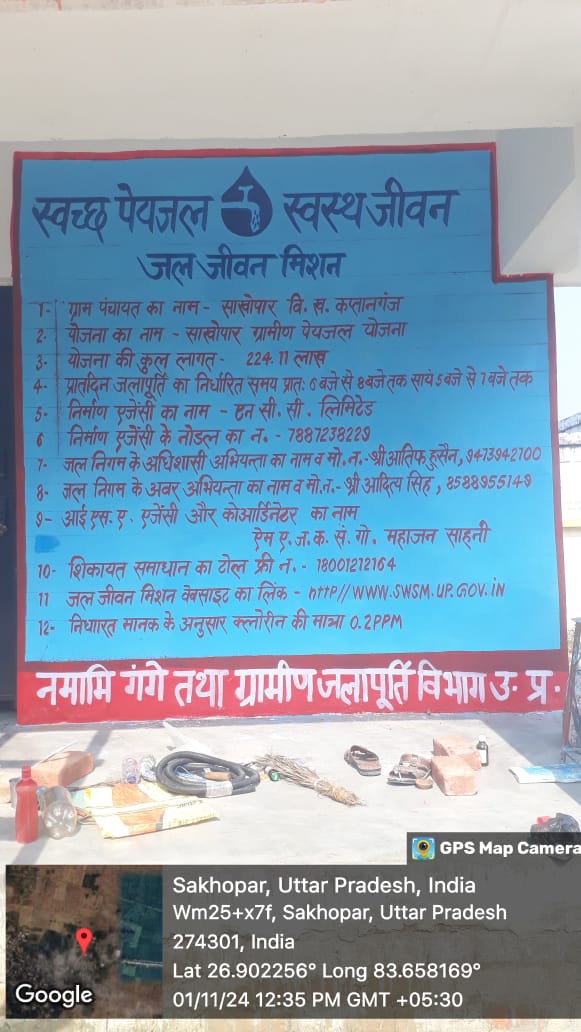 स्वच्छ पेयजल स्वस्थ जीवन
जल जीवन मिशन
1- ग्राम पंचायत का नाम - साखोपार वि. ख. कप्तानगंज
2- योजना का नाम - साखोपार ग्रामीण पेयजल योजना
3- योजना की कुल लागत- 224.11 लाख
4- प्रतिदिन जलापूर्ति का निर्धारित समय प्रातः 6 बजे से 8 बजे तक सायं 5 बजे से 7 बजे तक
5- निर्माण एजेंसी का नाम - एन सी. सी. लिमिटेड
6 निर्माण एजेंसी के नोडल का न. - 7887238229
7- जल निगम के अधिशासी अभियन्ता का नाम व मो. न.- श्री आतिफ हुसैन, 9473942700
8- जल निगम के अवर अभियन्ता का नाम व मो.न.- श्री आदित्य सिंह, 8588955149
9- आई एस. ए. एजेंसी और कोआर्डिनेटर का नाम
ऐम ए. ज. क. सं. गो. महाजन साहनी
10- शिकायत समाधान का टोल फ्री न. - 18001212164
11 जल जीवन मिशन वेबसाइट का लिंक - http//WWW.SWSM.UP.GOV.iN
12- निर्धारित मानक के अनुसार क्लोरीन की मात्रा 0.2PPM
नमामि गंगे तथा ग्रामीण जलापूर्ति विभाग उ. प्र.
GPS Map Camera
Sakhopar, Uttar Pradesh, India
Wm25+x7f, Sakhopar, Uttar Pradesh
274301, India
Lat 26.902256° Long 83.658169°
01/11/24 12:35 PM GMT +05:30
Google